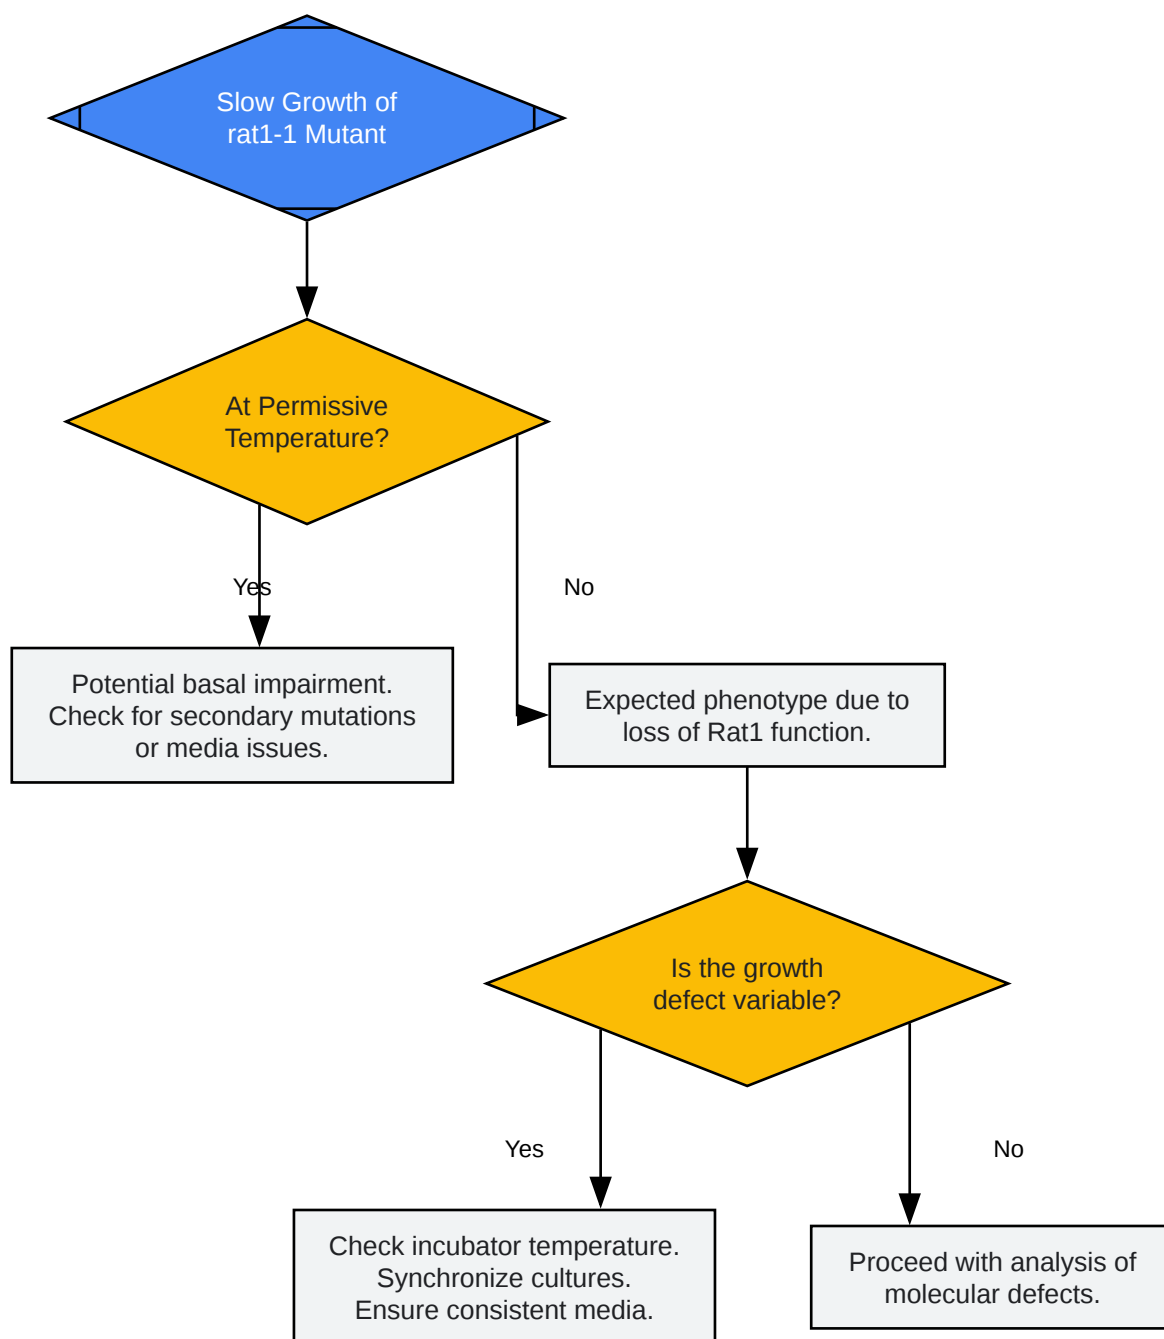 Slow Growth of
rat1-1 Mutant
At Permissive
Temperature?
Yes
No
Potential basal impairment.
Check for secondary mutations
or media issues.
Expected phenotype due to
loss of Rat1 function.
Is the growth
defect variable?
Yes
No
Check incubator temperature.
Synchronize cultures.
Ensure consistent media.
Proceed with analysis of
molecular defects.